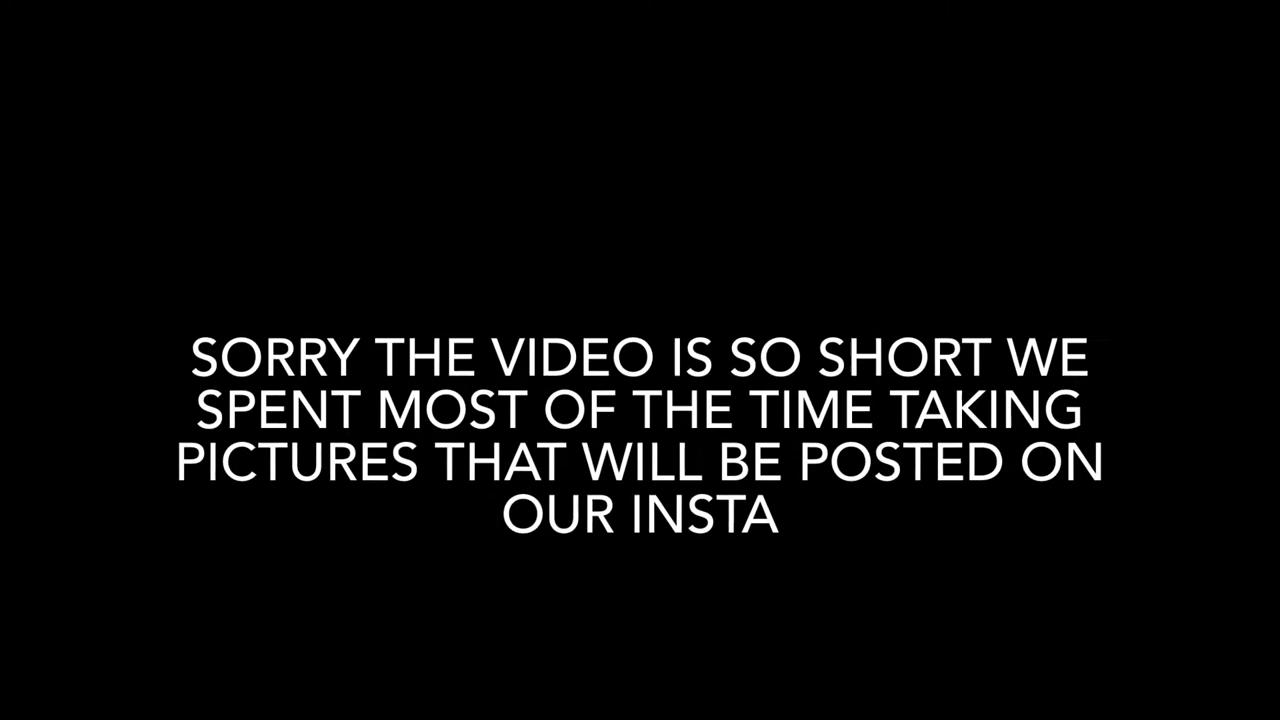 SORRY THE VIDEO IS SO SHORT WE
SPENT MOST OF THE TIME TAKING
PICTURES THAT WILL BE POSTED ON
OUR INSTA